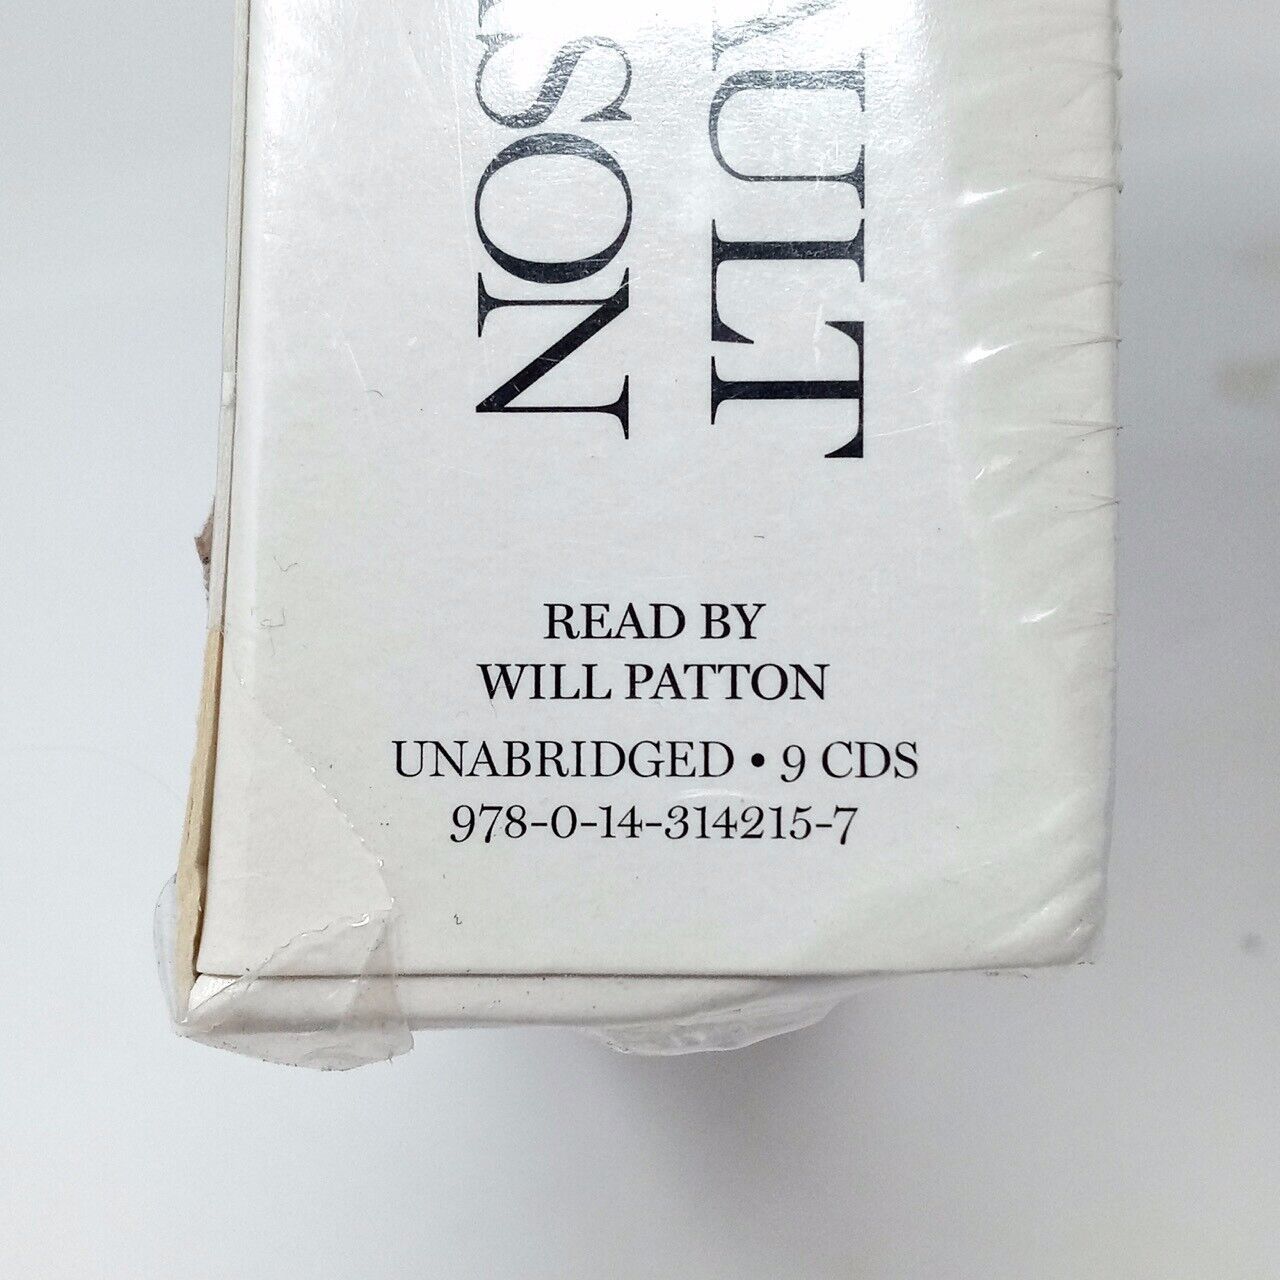 READ BY
WILL PATTON
UNABRIDGED • 9 CDS
978-0-14-314215-7